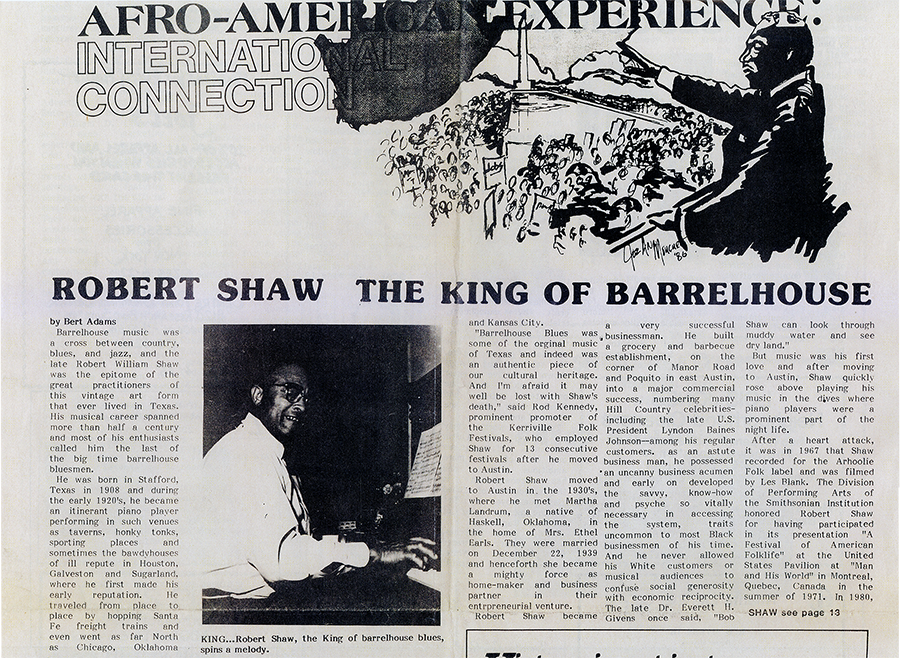 AFRO-AMERICAN EXPERIENCE:
INTERNATIONAL
CONNECTION
Joe Ann
86
ROBERT SHAW THE KING OF BARRELHOUSE
by Bert Adams
Barrelhouse music was
a cross between country,
blues, and jazz, and the
late Robert William Shaw
was the epitome of the
great practitioners of
this vintage art form
that ever lived in Texas.
His musical career spanned
more than half a century
and most of his enthusiasts
called him the last of
the big time barrelhouse
bluesmen.
He was born in Stafford,
Texas in 1908 and during
the early 1920's, he became
an itinerant piano player
performing in such venues
as taverns, honky tonks,
sporting places and
sometimes the bawdyhouses
of ill repute in Houston,
Galveston and Sugarland,
where he first made his
early reputation. He
traveled from place to
place by hopping Santa
Fe freight trains and
even went as far North
as Chicago, Oklahoma
KING...Robert Shaw, the King of barrelhouse blues,
spins a melody.
and Kansas City.
"Barrelhouse Blues was
some of the orginal music
of Texas and indeed was
an authentic piece of
our cultural heritage.
And I'm afraid it may
well be lost with Shaw's
death," said Rod Kennedy,
prominent promoter of
the Kerriville Folk
Festivals, who employed
Shaw for 13 consecutive
festivals after he moved
to Austin.
Robert Shaw moved
to Austin in the 1930's,
where he met Martha
Landrum, a native of
Haskell, Oklahoma, in
the home of Mrs. Ethel
Earls. They were married
on December 22, 1939
and henceforth she became
a mighty force as
home-maker and business
partner in their
entrpreneurial venture.
Robert Shaw became
a very successful
businessman. He built
a grocery and barbecue
establishment, on the
corner of Manor Road
and Poquito in east Austin,
into a major commercial
success, numbering many
Hill Country celebrities-
including the late U.S.
President Lyndon Baines
Johnson—among his regular
customers. as an astute
business man, he possessed
an uncanny business acumen
and early on developed
the savvy, know-how
and psyche so vitally
necessary in accessing
the system, traits
uncommon to most Black
businessmen of his time.
And he never allowed
his White customers or
musical audiences to
confuse social generosity
with economic reciprocity.
The late Dr. Everett H.
Givens once said, "Bob
Shaw can look through
muddy water and see
dry land."
But music was his first
love and after moving
to Austin, Shaw quickly
rose above playing his
music in the dives where
piano players were a
prominent part of the
night life.
After a heart attack,
it was in 1967 that Shaw
recorded for the Arhoolie
Folk label and was filmed
by Les Blank. The Division
of Performing Arts of
the Smithsonian Institution
honored Robert Shaw
for having participated
in its presentation "A
Festival of American
Folklife" at the United
States Pavilion at "Man
and His World" in Montreal,
Quebec, Canada in the
summer of 1971. In 1980,
SHAW see page 13